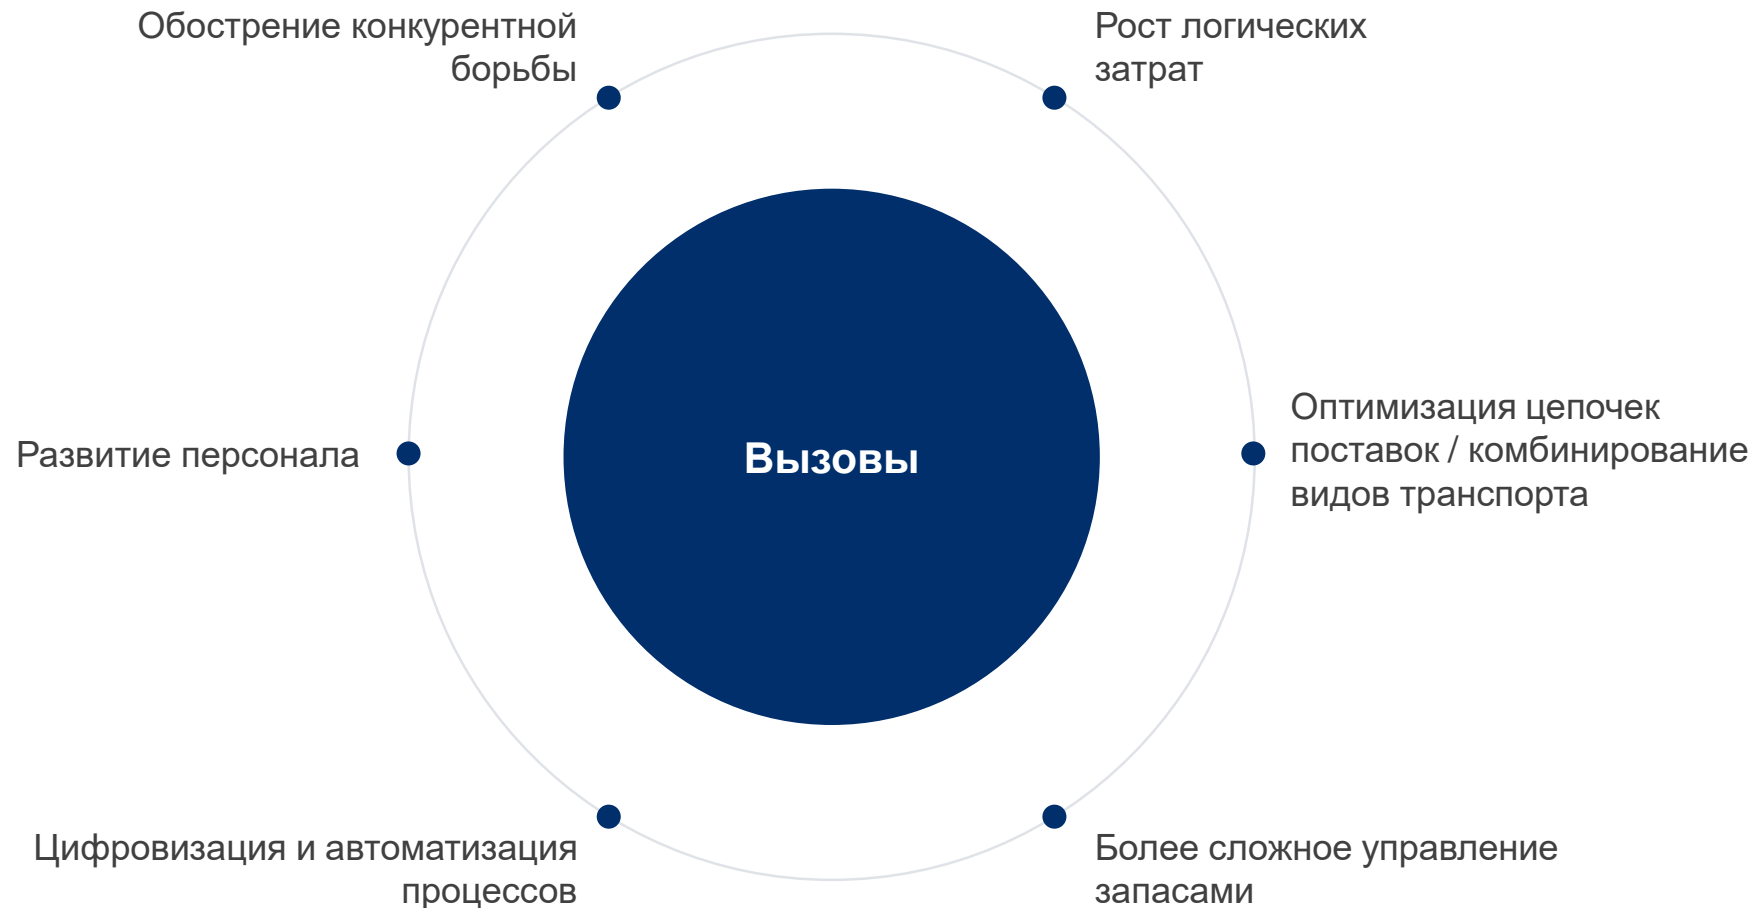 Обострение конкурентной
борьбы
Рост логических
затрат
Оптимизация цепочек
поставок / комбинирование
видов транспорта
Развитие персонала
Вызовы
Цифровизация и автоматизация
процессов
Более сложное управление
запасами